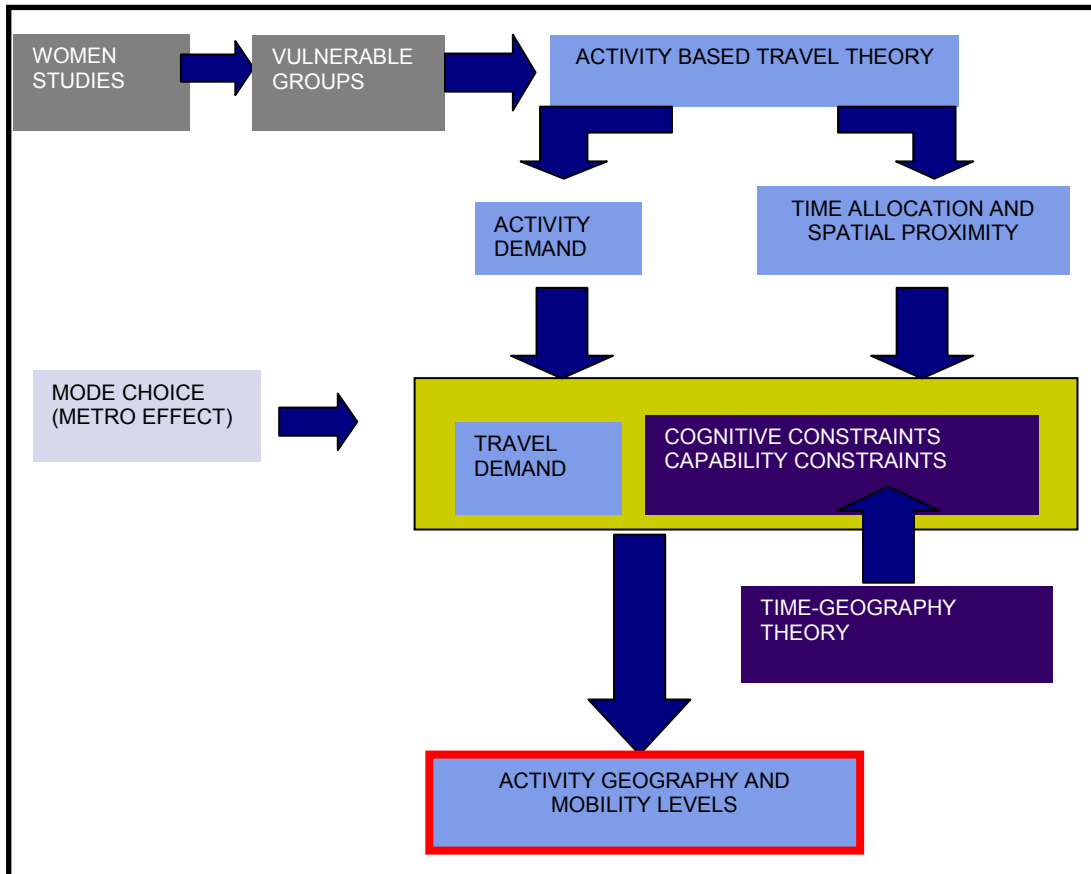 WOMEN
STUDIES
VULNERABLE
GROUPS
ACTIVITY BASED TRAVEL THEORY
ACTIVITY
DEMAND
TIME ALLOCATION AND
SPATIAL PROXIMITY
MODE CHOICE
(METRO EFFECT)
TRAVEL
DEMAND
COGNITIVE CONSTRAINTS
CAPABILITY CONSTRAINTS
TIME-GEOGRAPHY
THEORY
ACTIVITY GEOGRAPHY AND
MOBILITY LEVELS